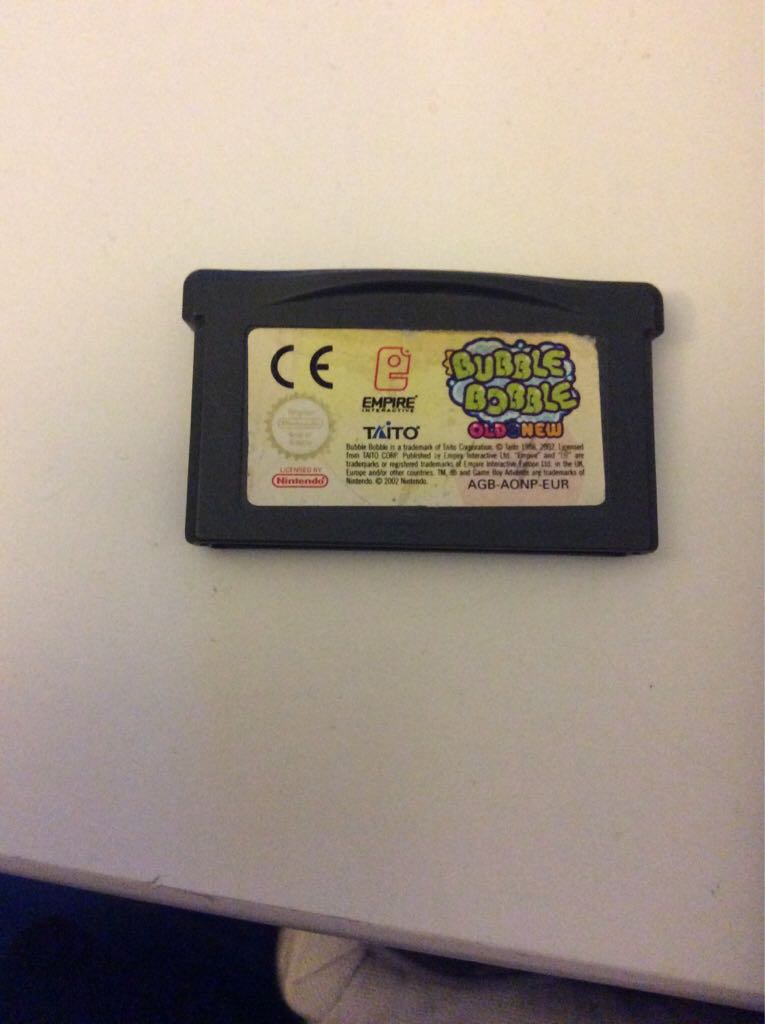 CE
e
EMPIRE
INTERACTIVE
BUBBLE
BOBBLE
OLD & NEW
TAITO
Nintendo
LICENSED BY
Nintendo
Bubble Bobble is a trademark of Taito Corporation. © Taito 1986, 2002. Licensed
from TAITO CORP. Published by Empire Interactive Ltd. "Empire" and "e" are
trademarks or registered trademarks of Empire Interactive Europe Ltd. in the UK,
Europe and/or other countries. TM, ® and Game Boy Advance are trademarks of
Nintendo. © 2002 Nintendo.
AGB-AONP-EUR